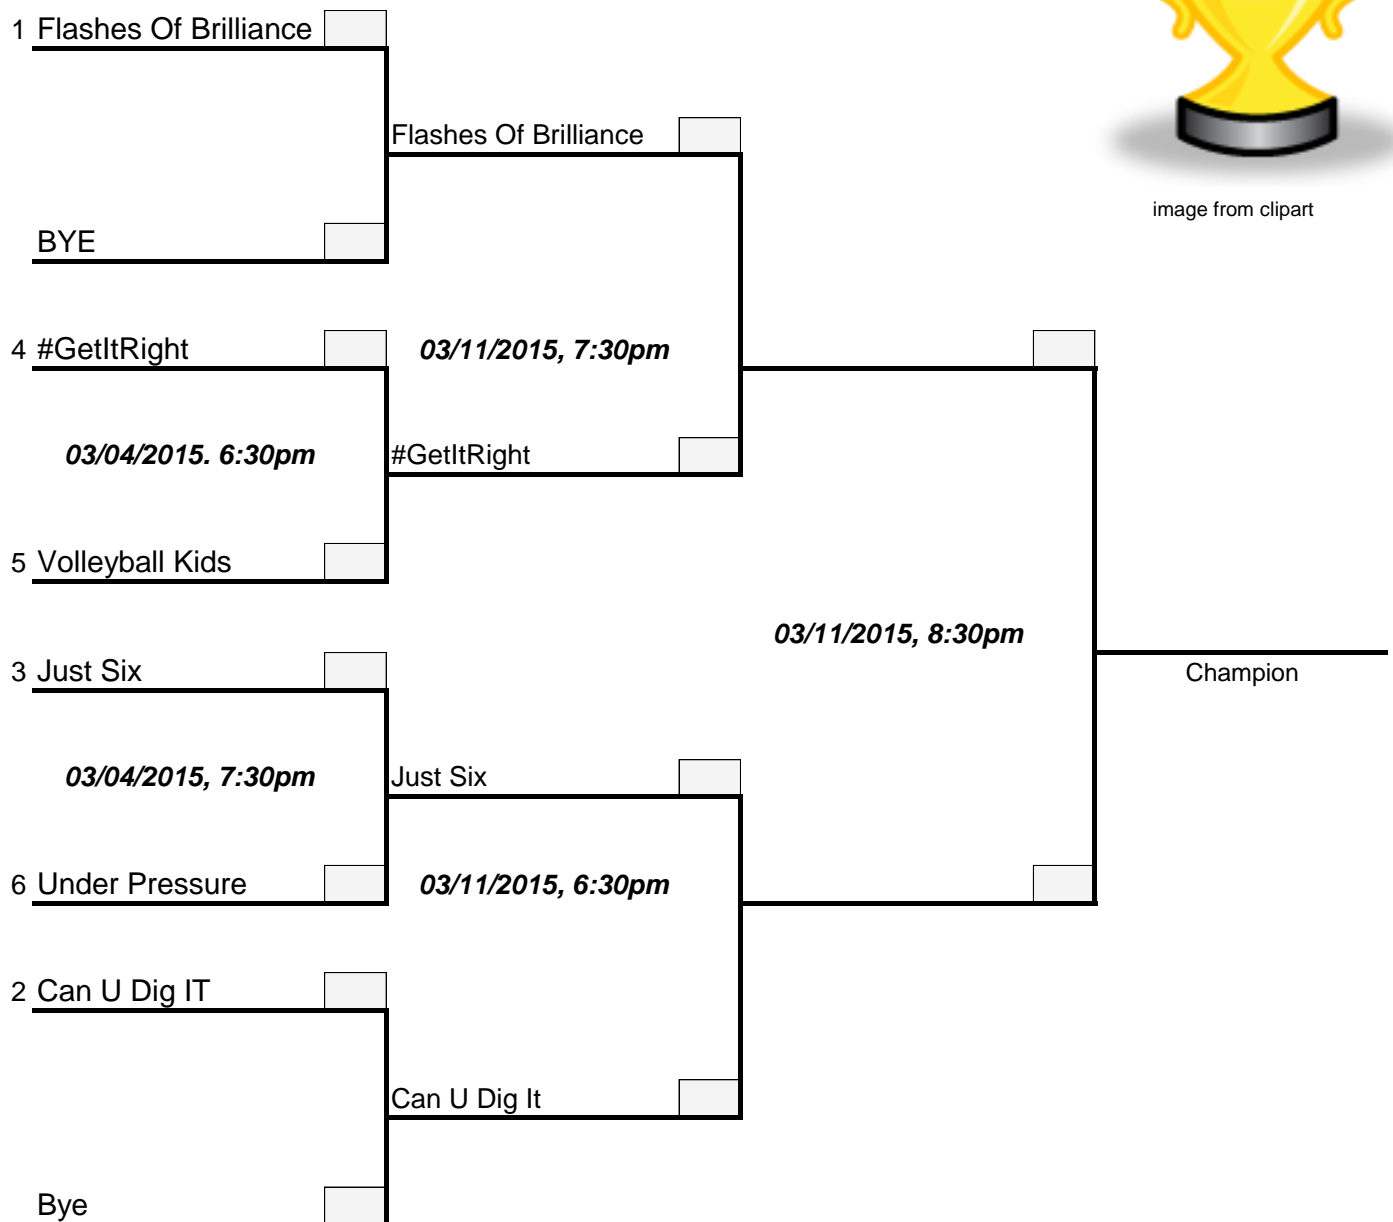 1 Flashes Of Brilliance
Flashes Of Brilliance
image from clipart
BYE
4 #GetItRight
03/11/2015, 7:30pm
03/04/2015. 6:30pm
#GetItRight
5 Volleyball Kids
03/11/2015, 8:30pm
3 Just Six
Champion
03/04/2015, 7:30pm
Just Six
6 Under Pressure
03/11/2015, 6:30pm
2 Can U Dig IT
Can U Dig It
Bye